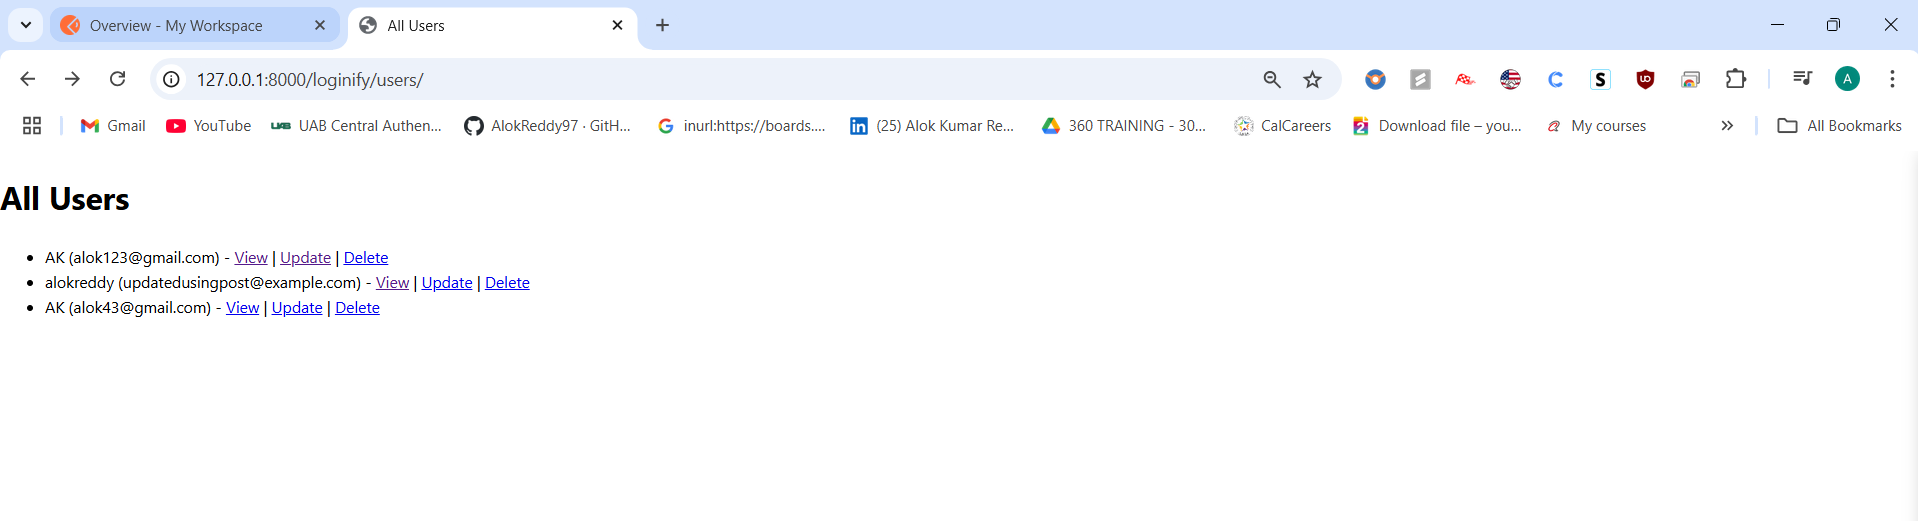 Overview - My Workspace
All Users
127.0.0.1:8000/loginify/users/
S
A
Gmail
YouTube
UAB Central Authen...
AlokReddy97 · GitH...
inurl:https://boards....
(25) Alok Kumar Re...
360 TRAINING - 30...
CalCareers
Download file – you...
My courses
All Bookmarks
All Users
AK (alok123@gmail.com) - View | Update | Delete
alokreddy (updatedusingpost@example.com) - View | Update | Delete
AK (alok43@gmail.com) - View | Update | Delete